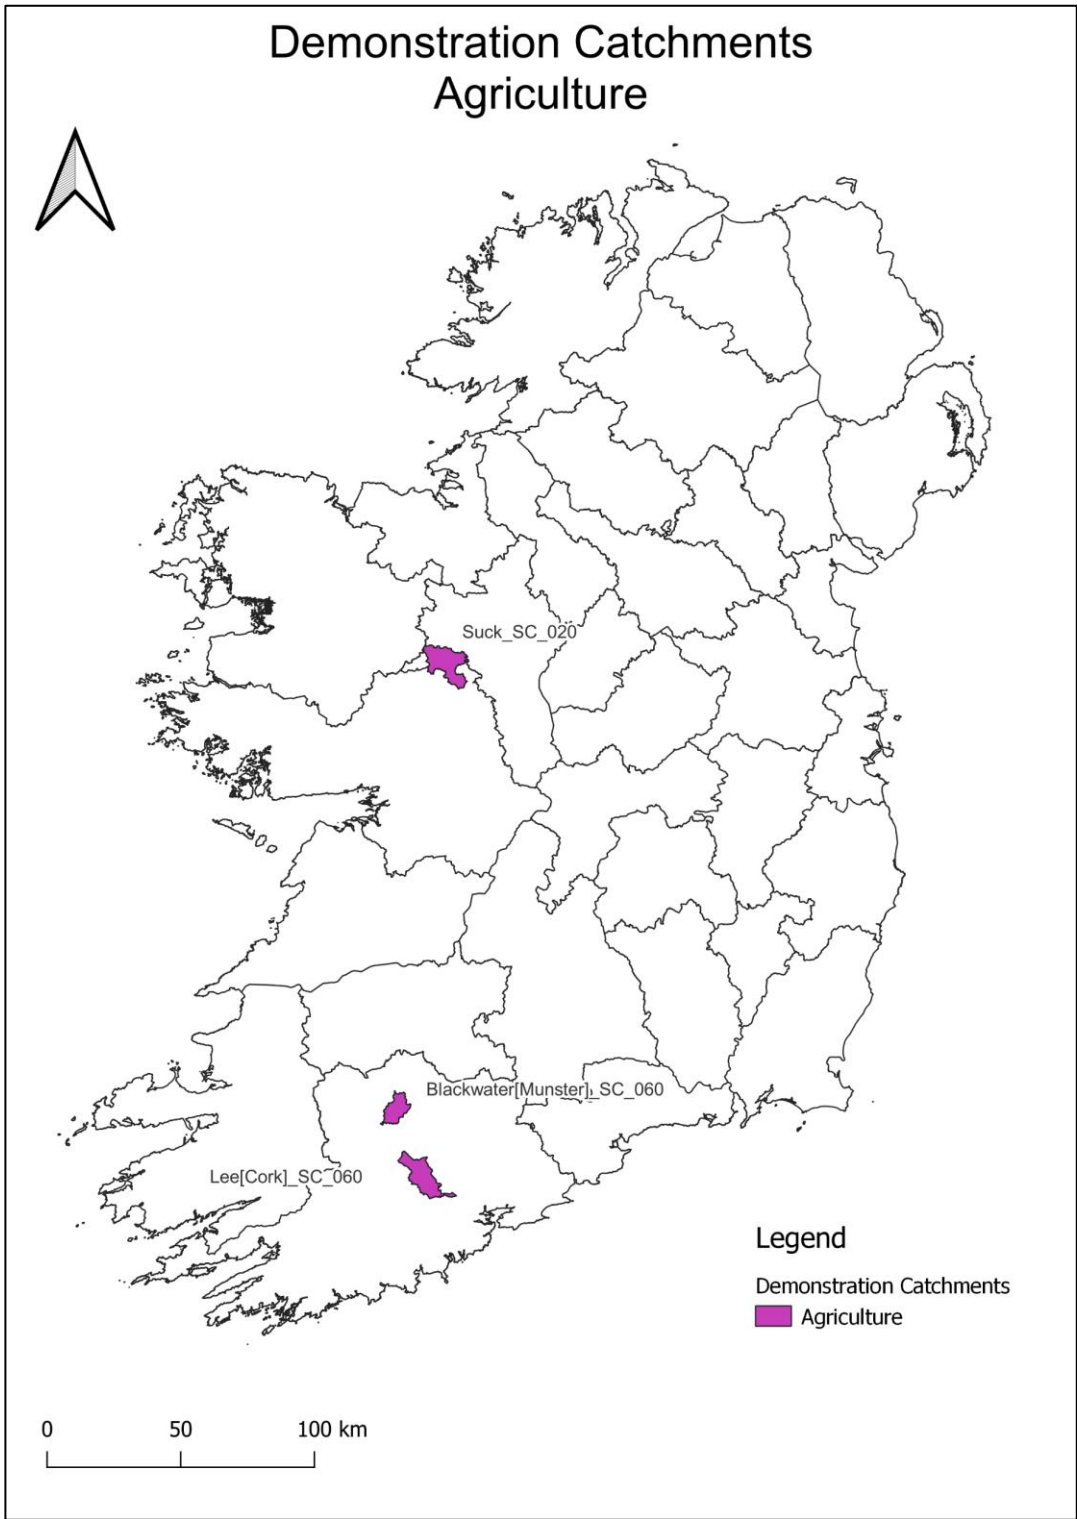 Demonstration Catchments
Agriculture
Suck_SC_020
Blackwater[Munster]_SC_060
Lee[Cork]_SC_060
Legend
Demonstration Catchments
Agriculture
0 50 100 km